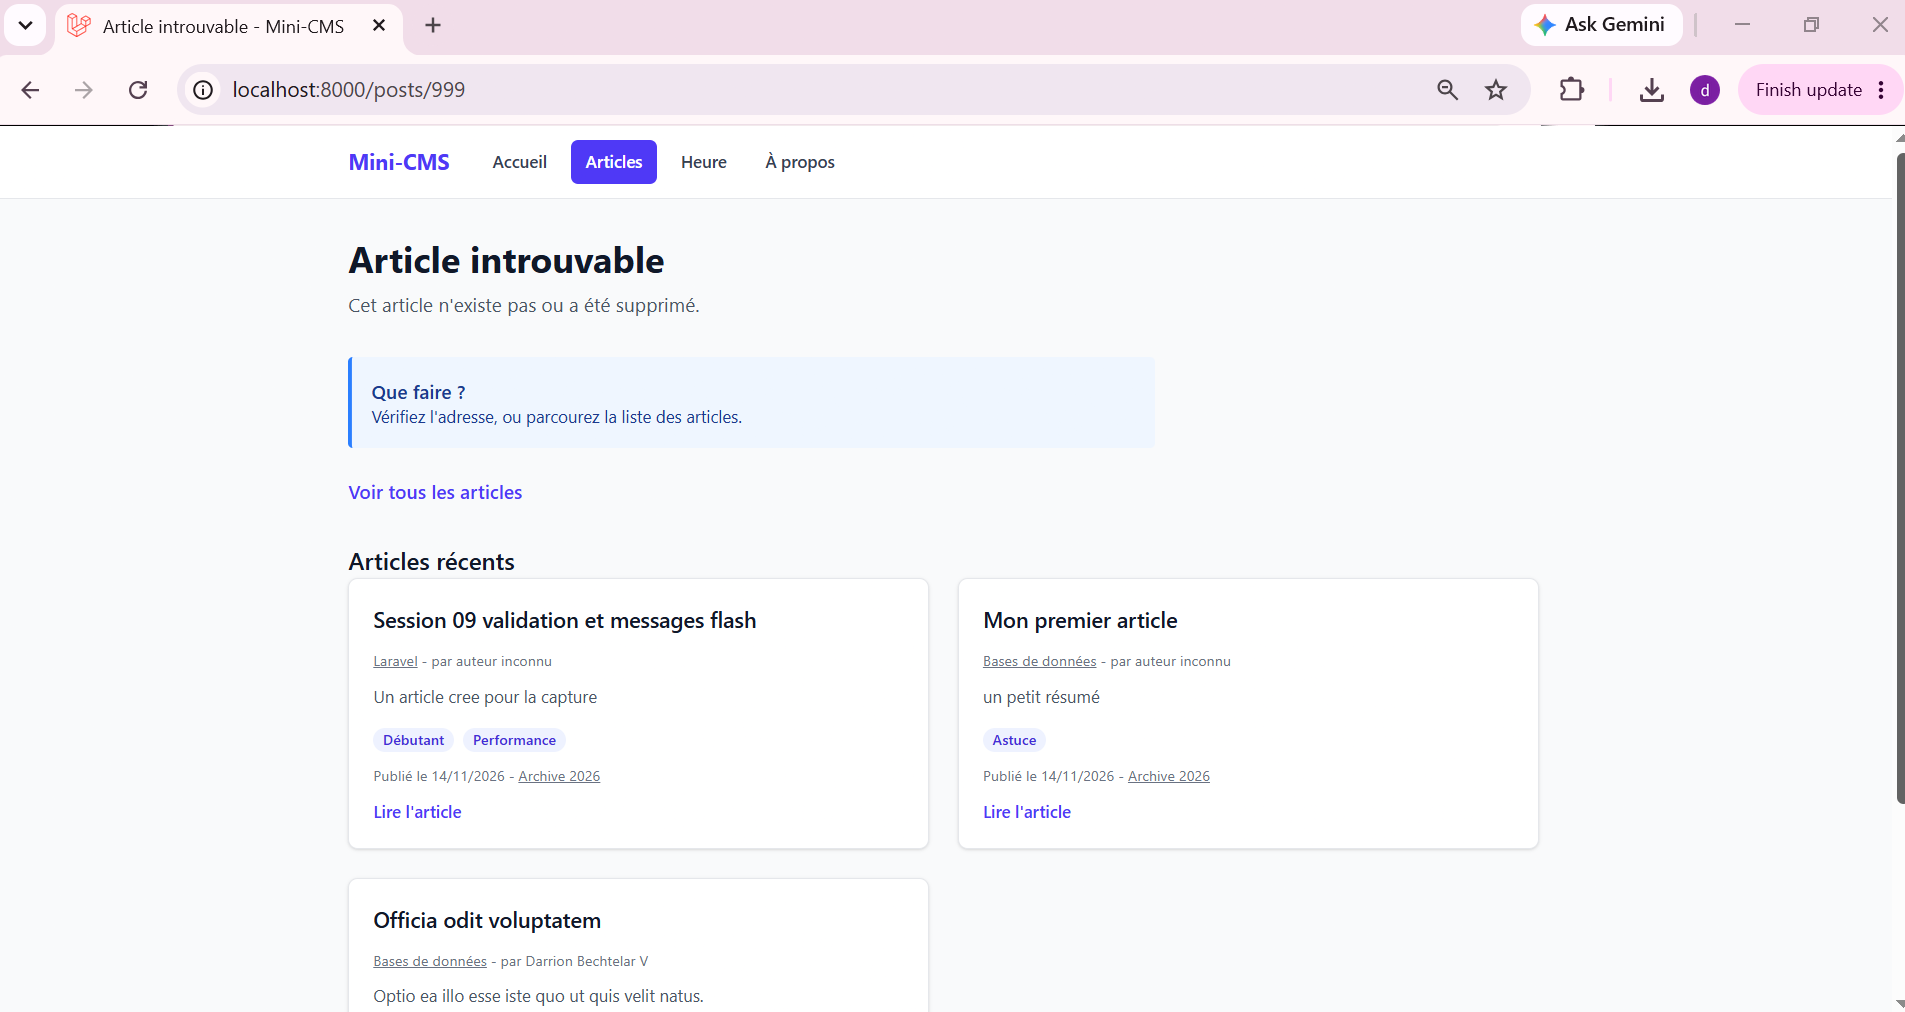 Article introuvable - Mini-CMS
Ask Gemini
localhost:8000/posts/999
d
Finish update
Mini-CMS Accueil Articles Heure À propos
Article introuvable
Cet article n'existe pas ou a été supprimé.
Que faire ?
Vérifiez l'adresse, ou parcourez la liste des articles.
Voir tous les articles
Articles récents
Session 09 validation et messages flash
Laravel - par auteur inconnu
Un article cree pour la capture
Débutant Performance
Publié le 14/11/2026 - Archive 2026
Lire l'article
Mon premier article
Bases de données - par auteur inconnu
un petit résumé
Astuce
Publié le 14/11/2026 - Archive 2026
Lire l'article
Officia odit voluptatem
Bases de données - par Darrion Bechtelar V
Optio ea illo esse iste quo ut quis velit natus.